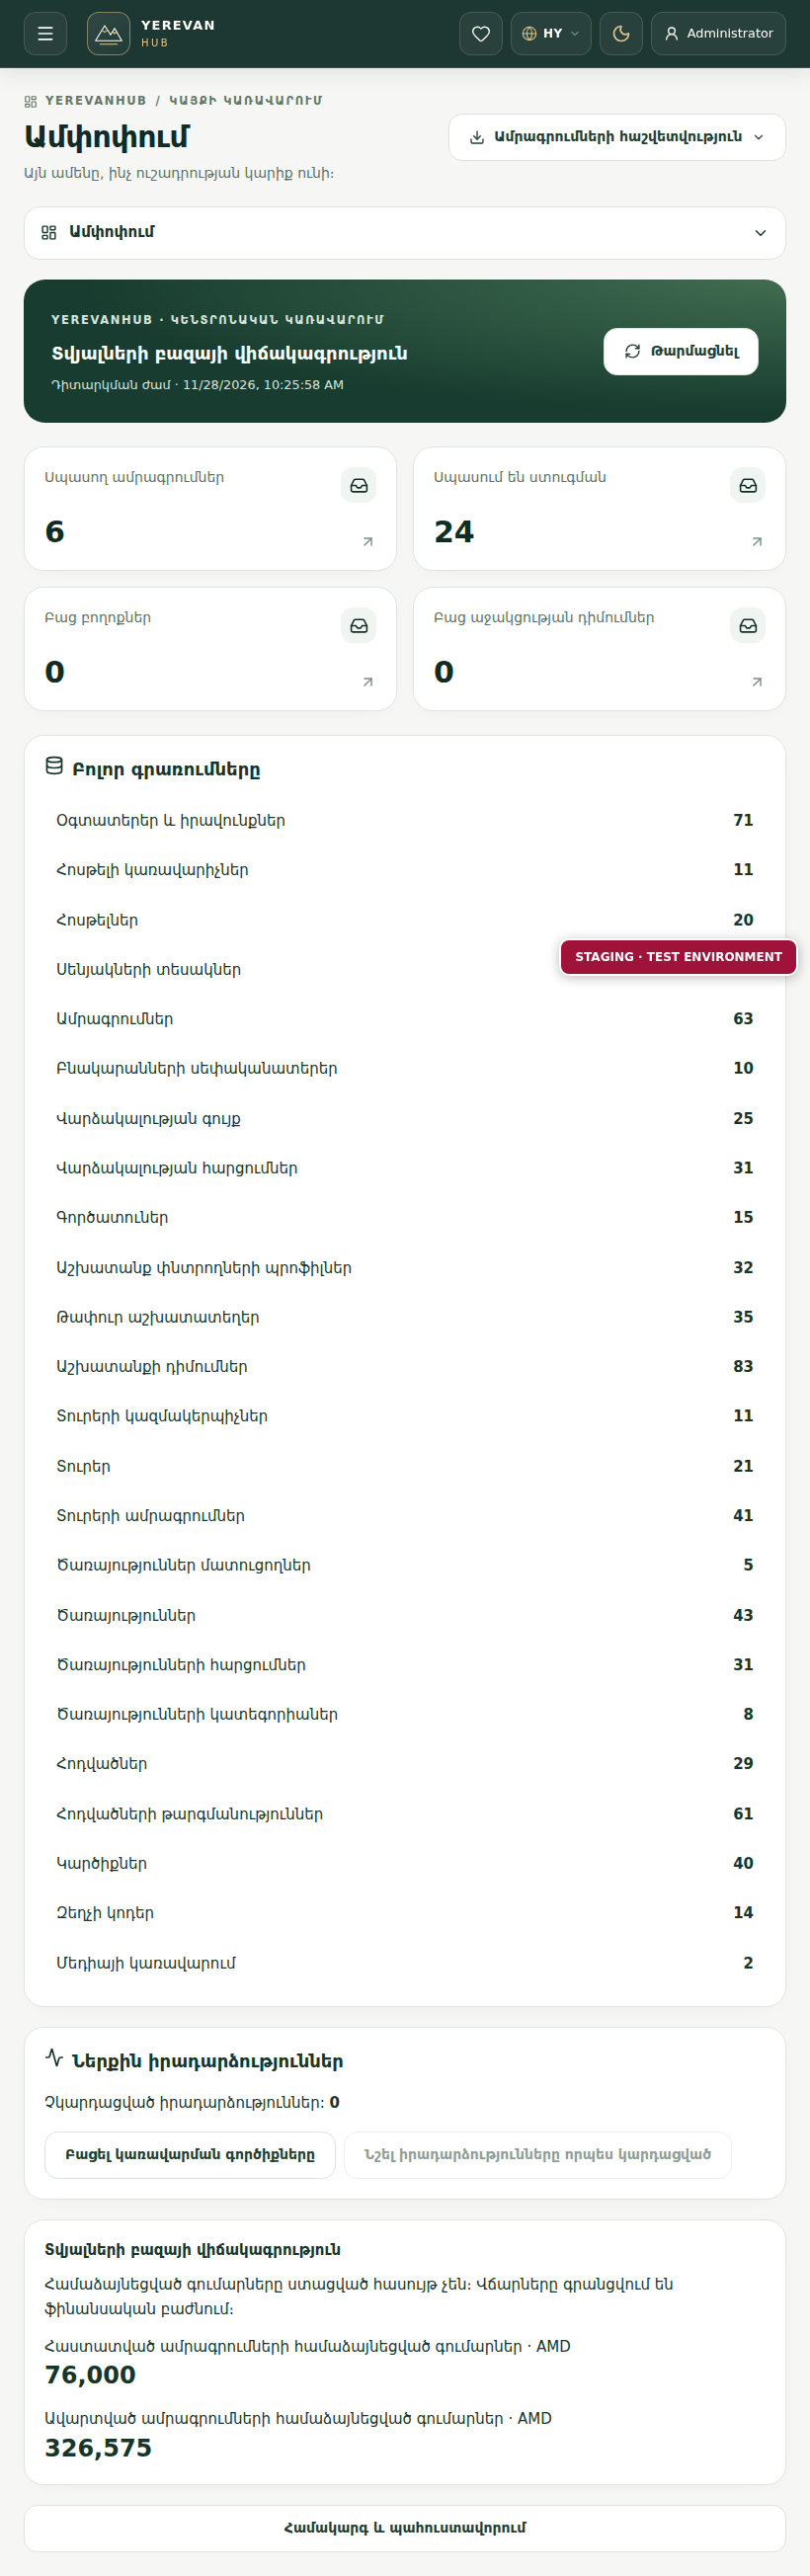 YEREVAN
HUB
HY
Administrator
YEREVANHUB / ԿԱՅՔԻ ԿԱՌԱՎԱՐՈՒՄ
Ամփոփում
Այն ամենը, ինչ ուշադրության կարիք ունի։
Ամրագրումների հաշվետվություն
Ամփոփում
YEREVANHUB · ԿԵՆՏՐՈՆԱԿԱՆ ԿԱՌԱՎԱՐՈՒՄ
Տվյալների բազայի վիճակագրություն
Դիտարկման ժամ · 11/28/2026, 10:25:58 AM
Թարմացնել
Սպասող ամրագրումներ
6
Սպասում են ստուգման
24
Բաց բողոքներ
0
Բաց աջակցության դիմումներ
0
Բոլոր գրառումները
Օգտատերեր և իրավունքներ 71
Հոսթելի կառավարիչներ 11
Հոսթելներ 20
STAGING · TEST ENVIRONMENT
Սենյակների տեսակներ
Ամրագրումներ 63
Բնակարանների սեփականատերեր 10
Վարձակալության գույք 25
Վարձակալության հարցումներ 31
Գործատուներ 15
Աշխատանք փնտրողների պրոֆիլներ 32
Թափուր աշխատատեղեր 35
Աշխատանքի դիմումներ 83
Տուրերի կազմակերպիչներ 11
Տուրեր 21
Տուրերի ամրագրումներ 41
Ծառայություններ մատուցողներ 5
Ծառայություններ 43
Ծառայությունների հարցումներ 31
Ծառայությունների կատեգորիաներ 8
Հոդվածներ 29
Հոդվածների թարգմանություններ 61
Կարծիքներ 40
Զեղչի կոդեր 14
Մեդիայի կառավարում 2
Ներքին իրադարձություններ
Չկարդացված իրադարձություններ: 0
Բացել կառավարման գործիքները
Նշել իրադարձությունները որպես կարդացված
Տվյալների բազայի վիճակագրություն
Համաձայնեցված գումարները ստացված հասույթ չեն։ Վճարները գրանցվում են
ֆինանսական բաժնում։
Հաստատված ամրագրումների համաձայնեցված գումարներ · AMD
76,000
Ավարտված ամրագրումների համաձայնեցված գումարներ · AMD
326,575
Համակարգ և պահուստավորում